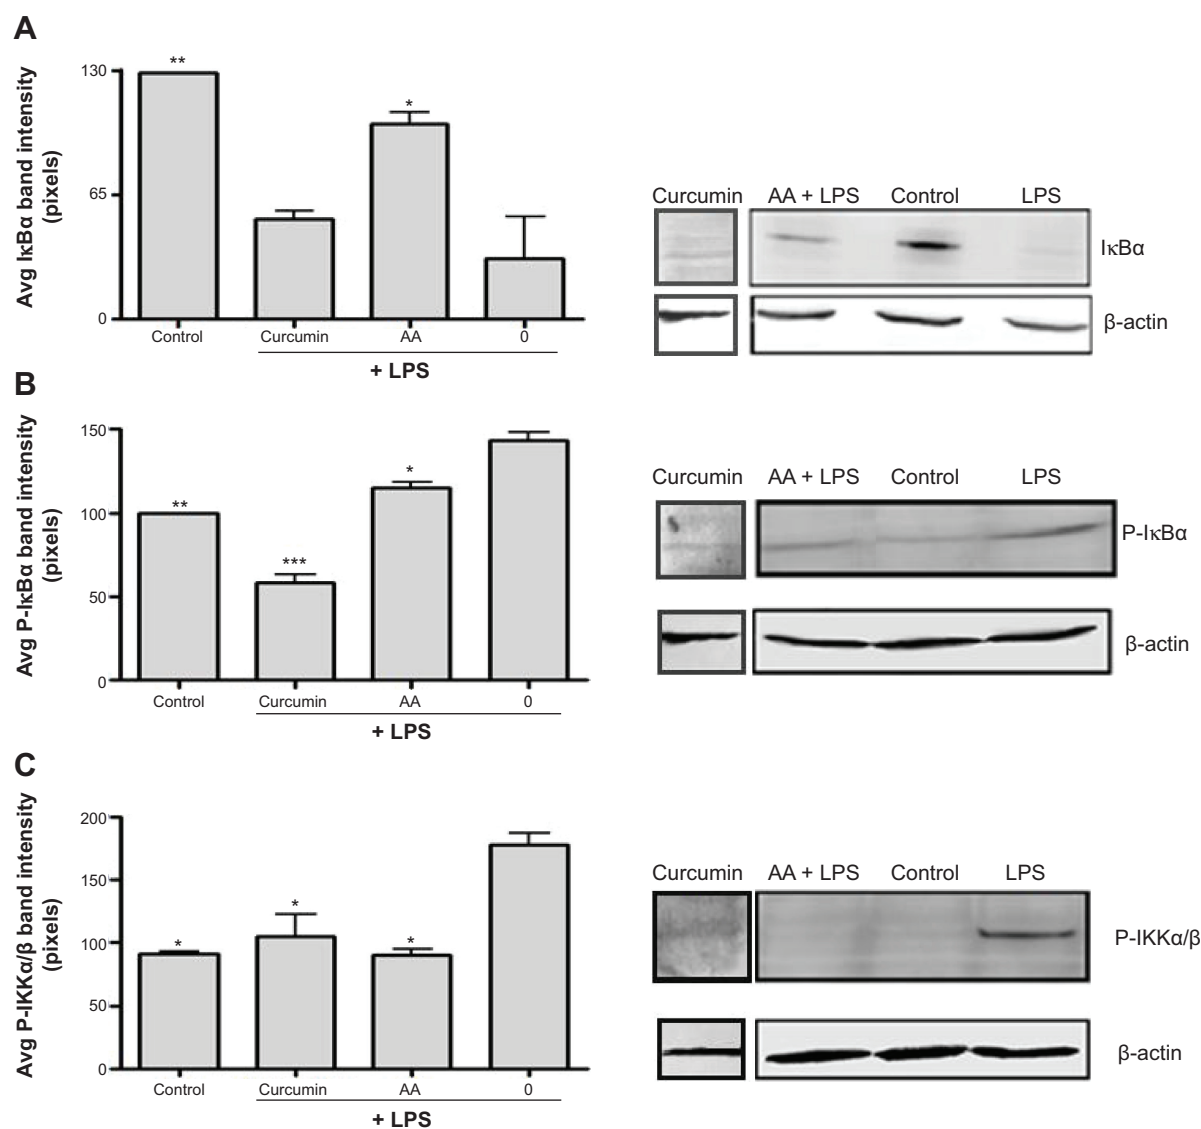 A
Avg IκBα band intensity
(pixels)
130
65
0
**
*
Control
Curcumin
AA
0
+ LPS
Curcumin
AA + LPS
Control
LPS
IκBα
β-actin
B
Avg P-IκBα band intensity
(pixels)
150
100
50
0
**
***
*
Control
Curcumin
AA
0
+ LPS
Curcumin
AA + LPS
Control
LPS
P-IκBα
β-actin
C
Avg P-IKKα/β band intensity
(pixels)
200
150
100
50
0
*
*
*
Control
Curcumin
AA
0
+ LPS
Curcumin
AA + LPS
Control
LPS
P-IKKα/β
β-actin